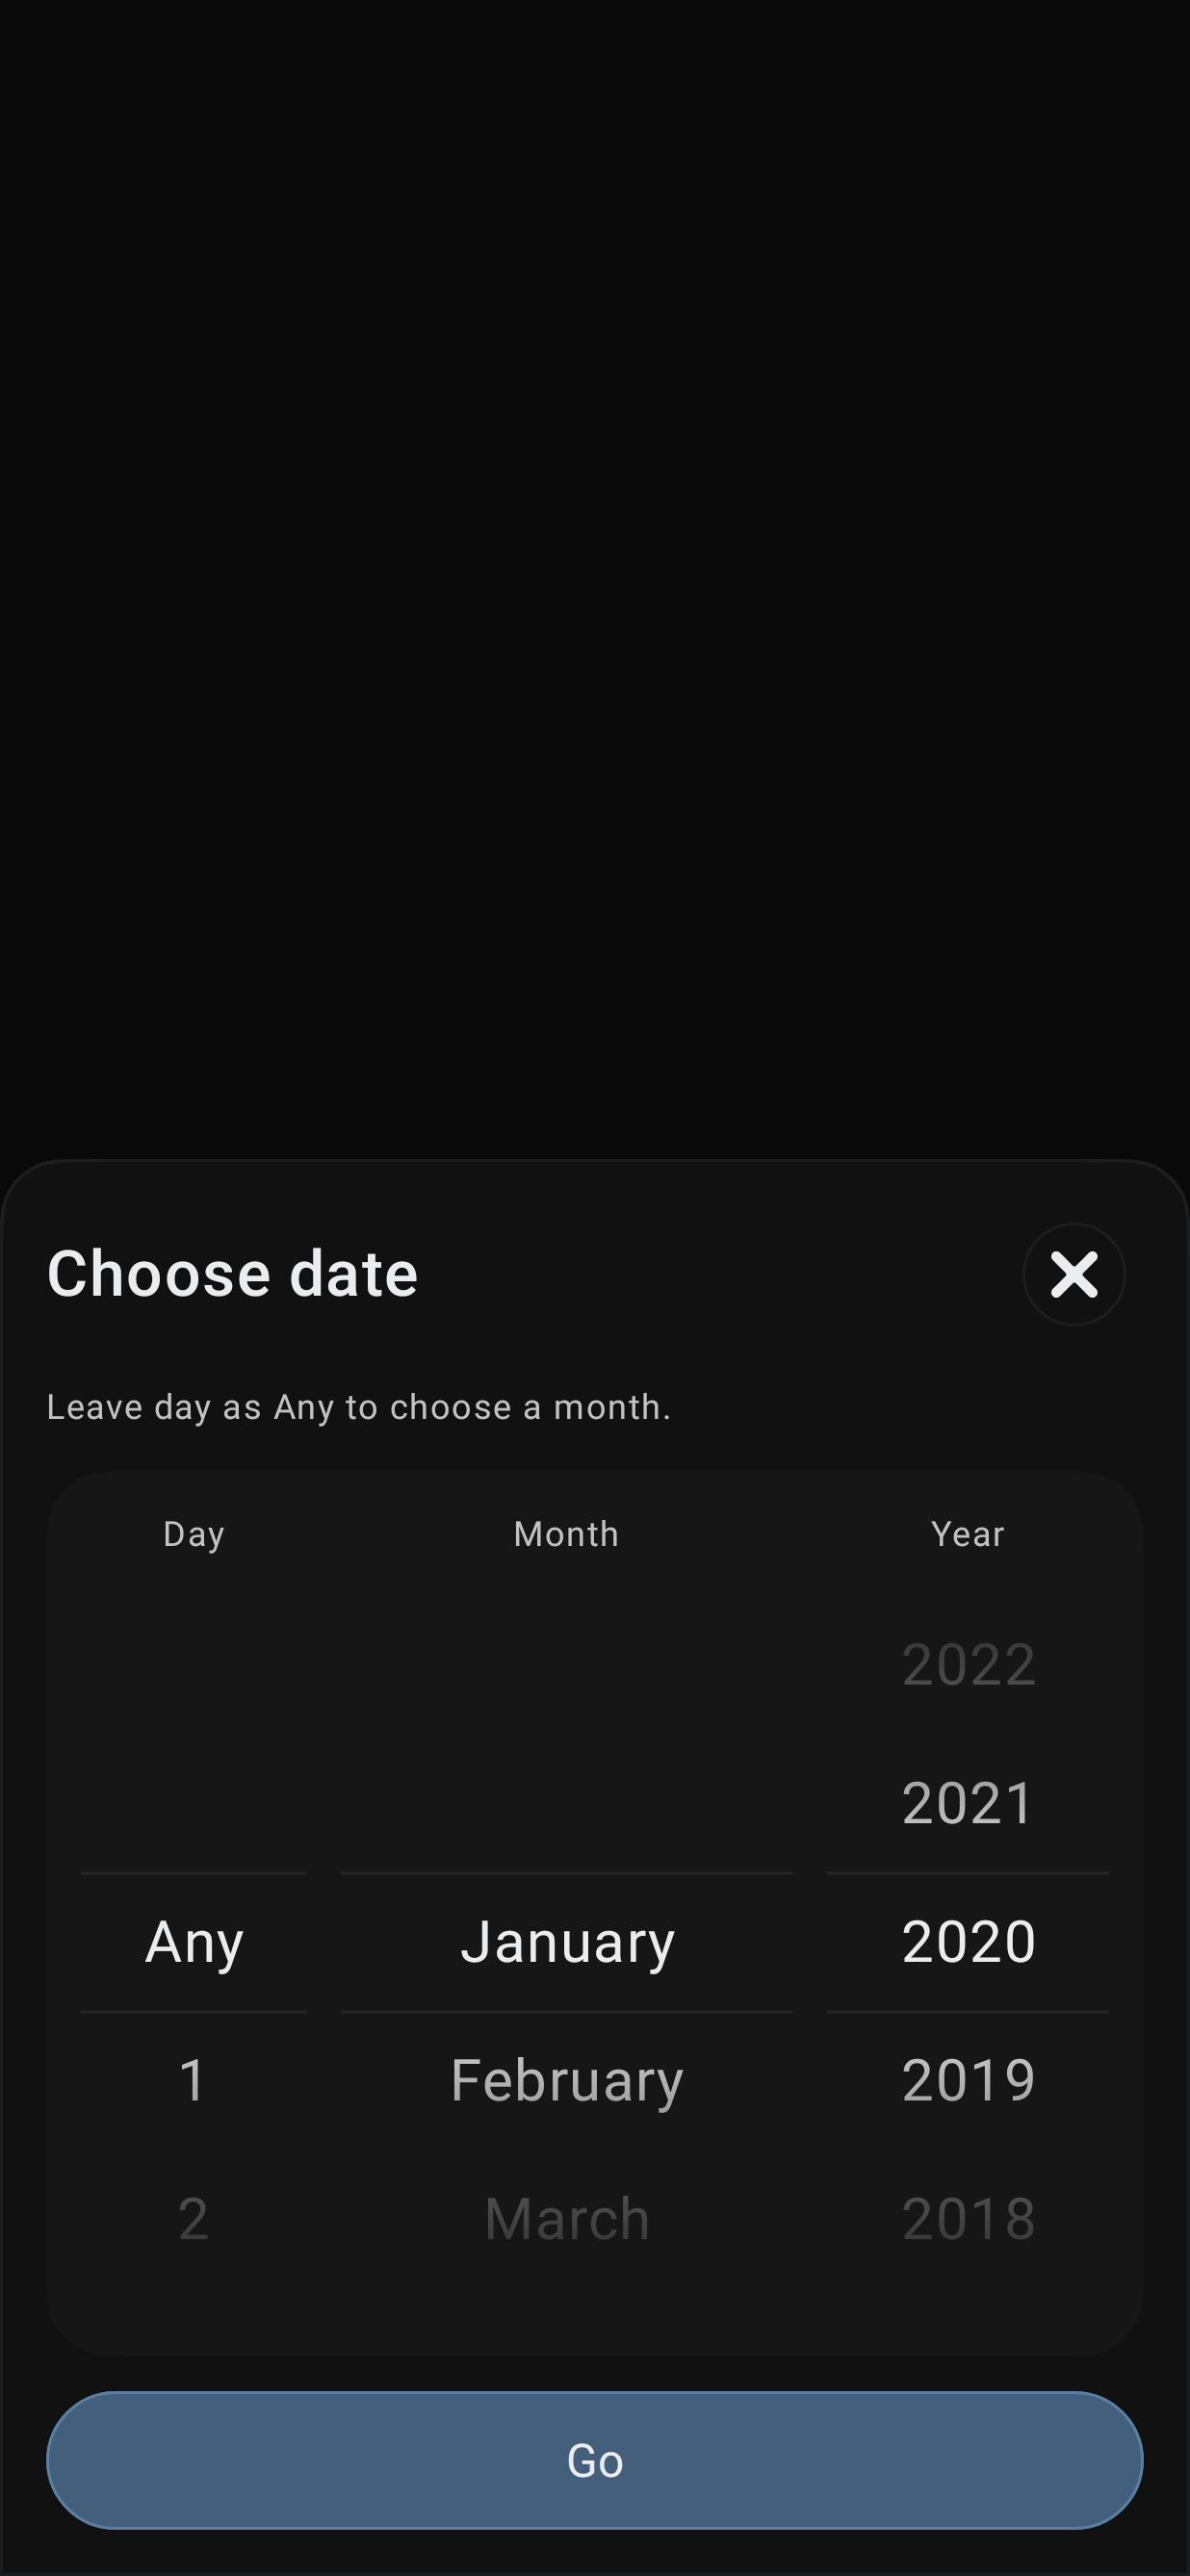 Choose date
Leave day as Any to choose a month.
Day Month Year
2022
2021
Any January 2020
1 February 2019
2 March 2018
Go